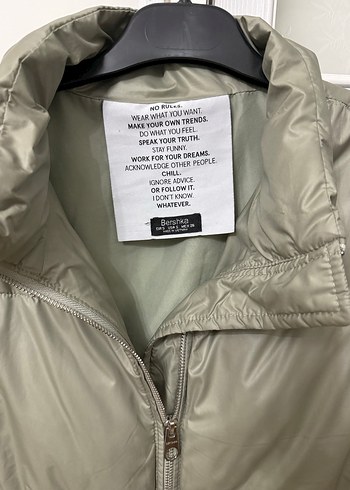 NO RULES.
WEAR WHAT YOU WANT.
MAKE YOUR OWN TRENDS.
DO WHAT YOU FEEL.
SPEAK YOUR TRUTH.
STAY FUNNY.
WORK FOR YOUR DREAMS.
ACKNOWLEDGE OTHER PEOPLE.
CHILL.
IGNORE ADVICE.
OR FOLLOW IT.
I DON'T KNOW.
WHATEVER.
Bershka